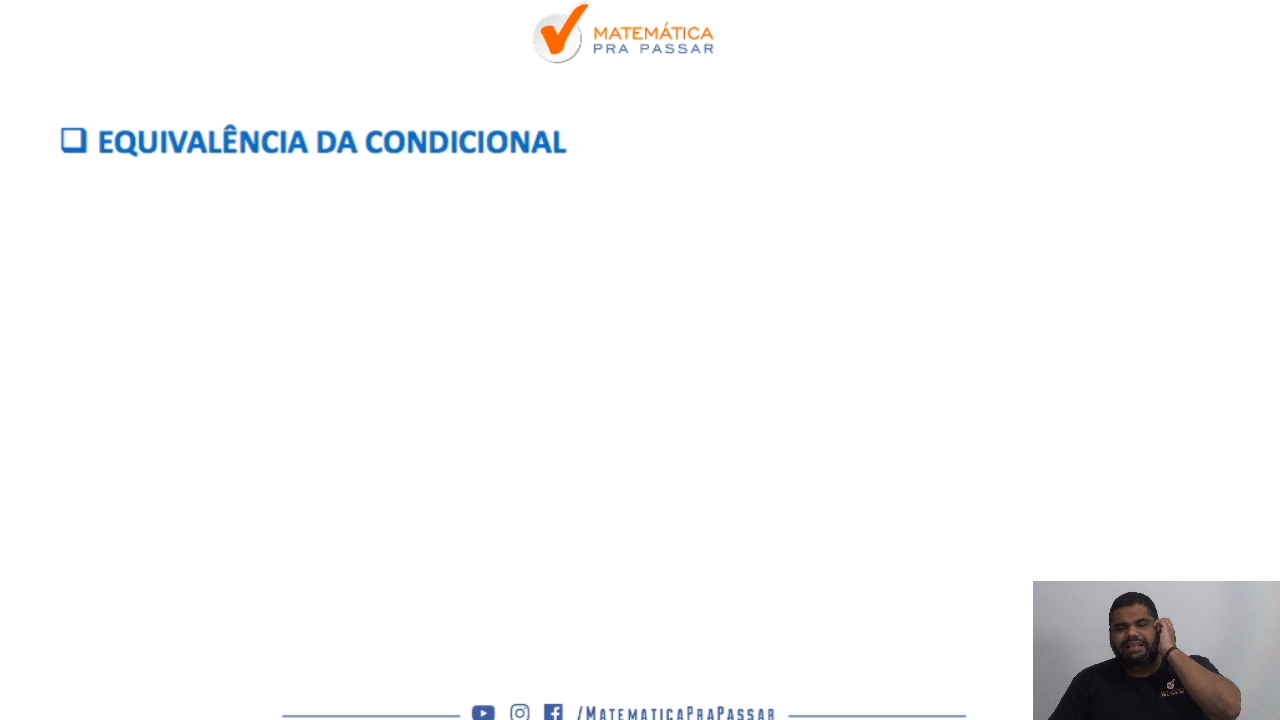 MATEMÁTICA
PRA PASSAR
EQUIVALÊNCIA DA CONDICIONAL
/MATEMATICAPRAPASSAR